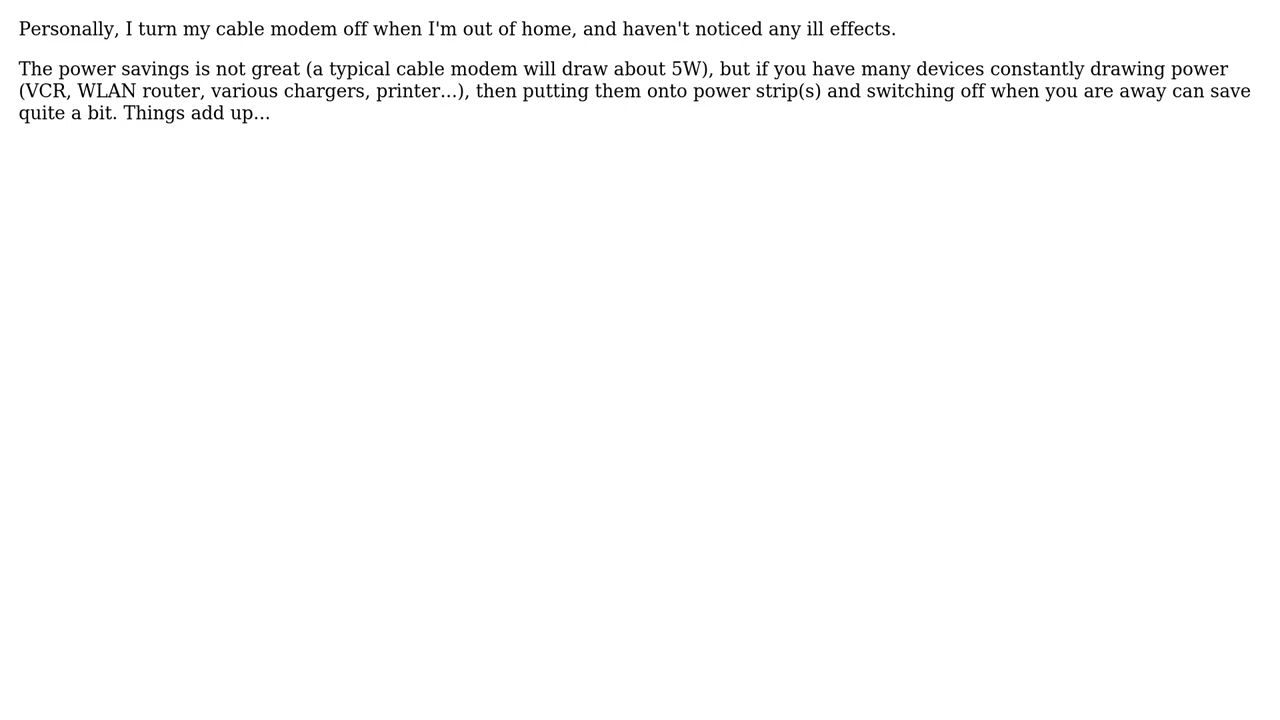 Personally, I turn my cable modem off when I'm out of home, and haven't noticed any ill effects.
The power savings is not great (a typical cable modem will draw about 5W), but if you have many devices constantly drawing power
(VCR, WLAN router, various chargers, printer...), then putting them onto power strip(s) and switching off when you are away can save
quite a bit. Things add up...